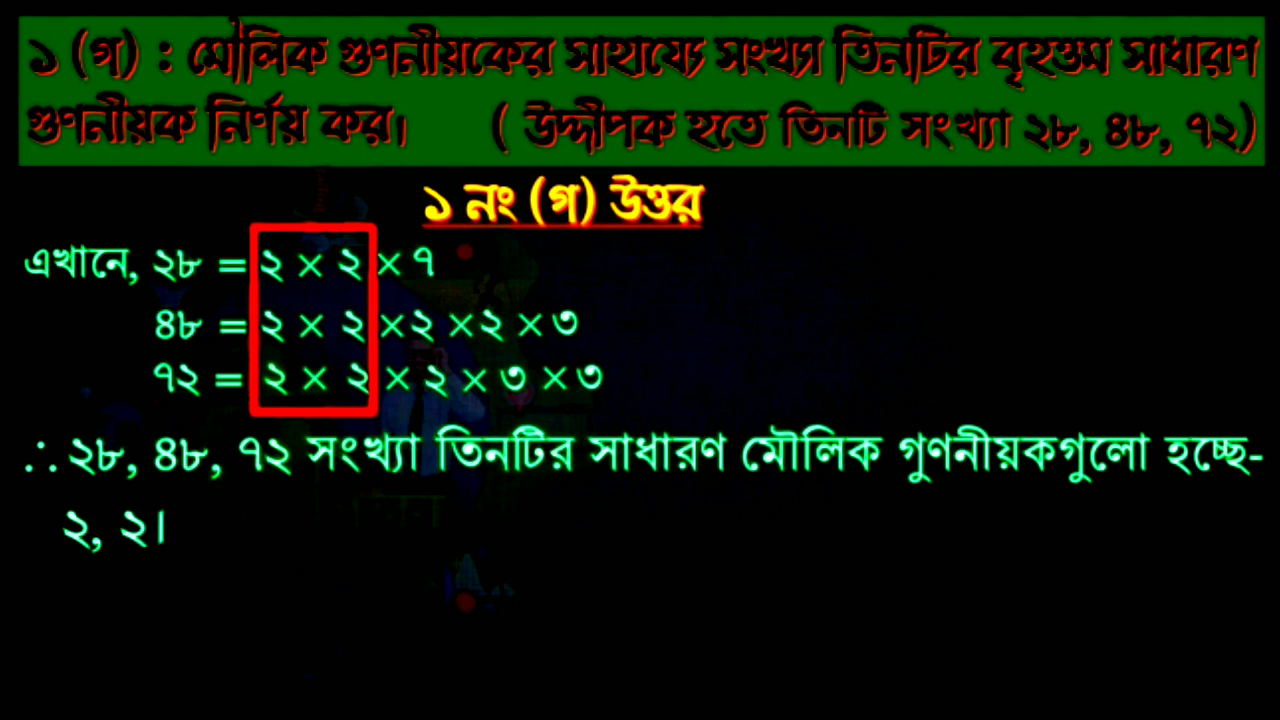 ১ (গ) : মৌলিক গুণনীয়কের সাহায্যে সংখ্যা তিনটির বৃহত্তম সাধারণ
গুণনীয়ক নির্ণয় কর। ( উদ্দীপক হতে তিনটি সংখ্যা ২৮, ৪৮, ৭২)
১ নং (গ) উত্তর
এখানে, ২৮ = ২ × ২ × ৭
৪৮ = ২ × ২ × ২ × ২ × ৩
৭২ = ২ × ২ × ২ × ৩ × ৩
∴ ২৮, ৪৮, ৭২ সংখ্যা তিনটির সাধারণ মৌলিক গুণনীয়কগুলো হচ্ছে-
২, ২।